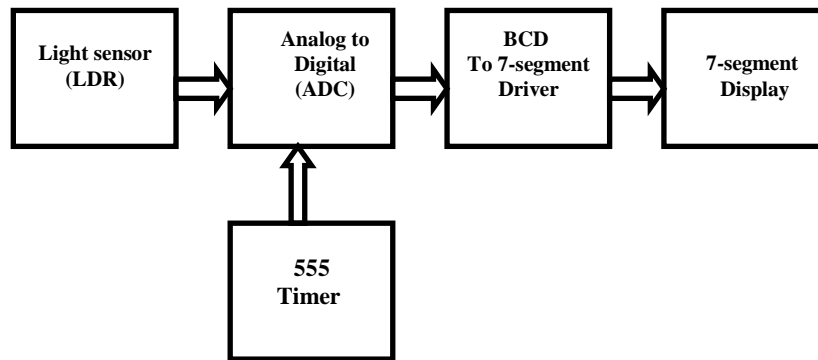 Light sensor
(LDR)
Analog to
Digital
(ADC)
BCD
To 7-segment
Driver
7-segment
Display
555
Timer